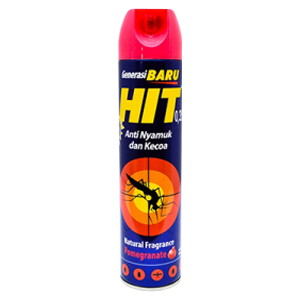 Generasi BARU
HIT
Anti Nyamuk
dan Kecoa
Natural Fragrance
Pomegranate